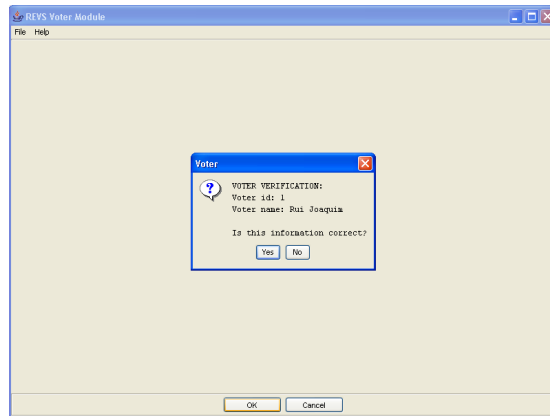 REVS Voter Module
File Help
Voter
VOTER VERIFICATION:
Voter id: 1
Voter name: Rui Joaquim
Is this information correct?
Yes No
OK Cancel